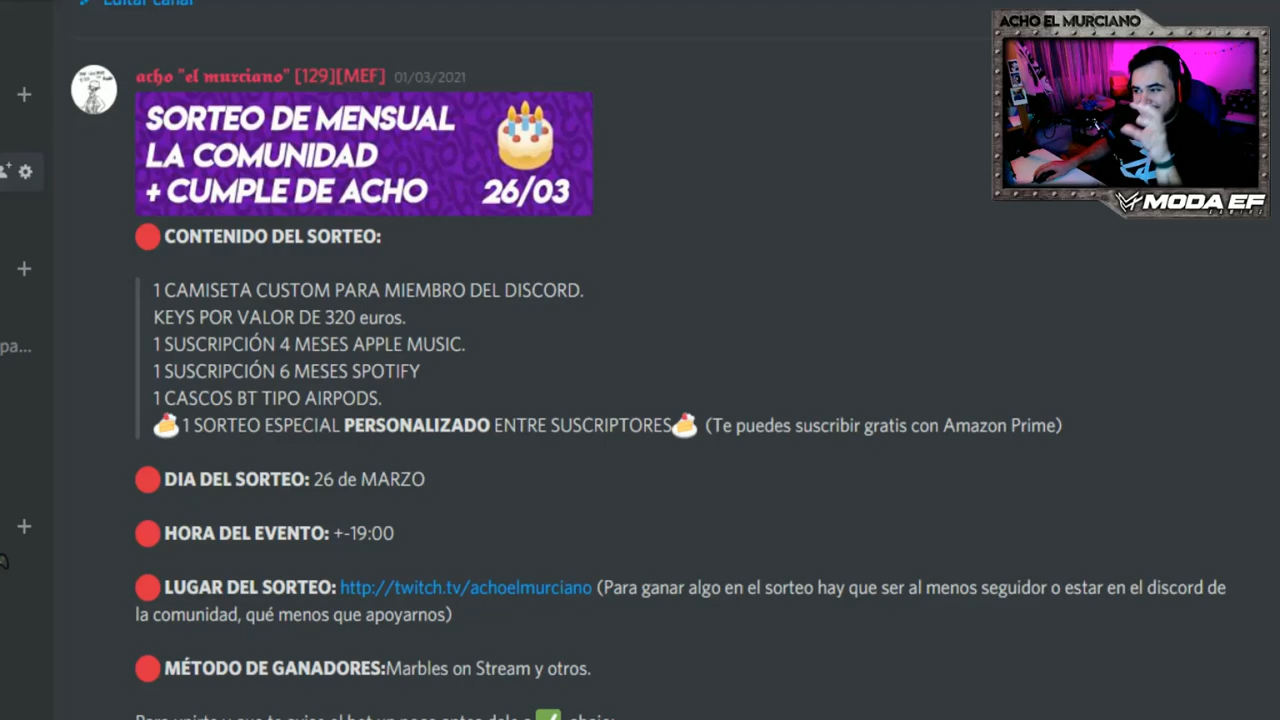 Editar canal
ACHO EL MURCIANO
acho "el murciano" [129][MEF] 01/03/2021
SORTEO DE MENSUAL
LA COMUNIDAD
+ CUMPLE DE ACHO 26/03
MODA EF
CONTENIDO DEL SORTEO:
1 CAMISETA CUSTOM PARA MIEMBRO DEL DISCORD.
KEYS POR VALOR DE 320 euros.
1 SUSCRIPCIÓN 4 MESES APPLE MUSIC.
pa...
1 SUSCRIPCIÓN 6 MESES SPOTIFY
1 CASCOS BT TIPO AIRPODS.
1 SORTEO ESPECIAL PERSONALIZADO ENTRE SUSCRIPTORES (Te puedes suscribir gratis con Amazon Prime)
DIA DEL SORTEO: 26 de MARZO
HORA DEL EVENTO: +-19:00
LUGAR DEL SORTEO: http://twitch.tv/achoelmurciano (Para ganar algo en el sorteo hay que ser al menos seguidor o estar en el discord de
la comunidad, qué menos que apoyarnos)
MÉTODO DE GANADORES:Marbles on Stream y otros.